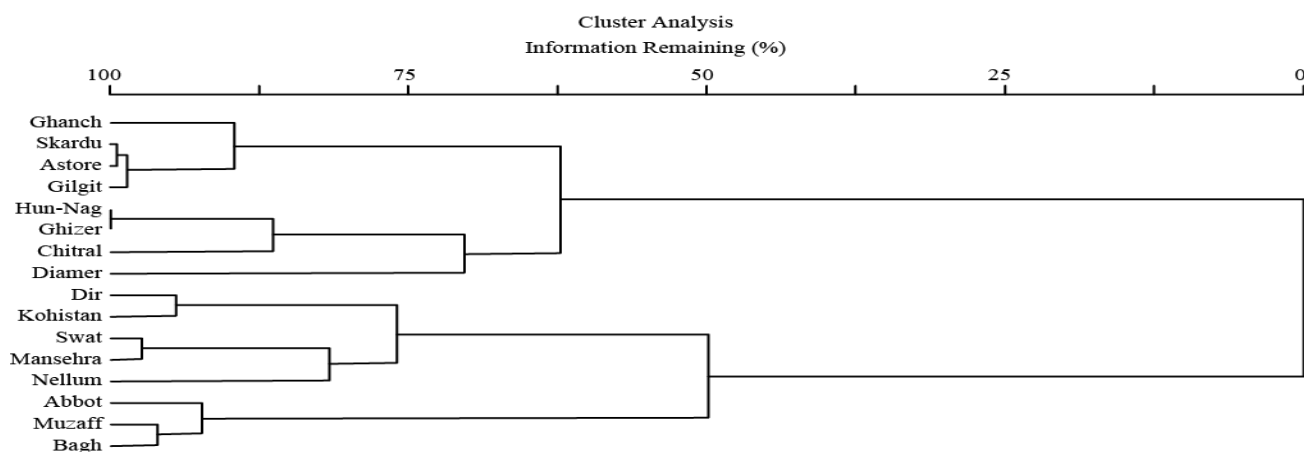 Cluster Analysis
Information Remaining (%)
100 75 50 25 0
Ghanch
Skardu
Astore
Gilgit
Hun-Nag
Ghizer
Chitral
Diamer
Dir
Kohistan
Swat
Mansehra
Nellum
Abbot
Muzaff
Bagh